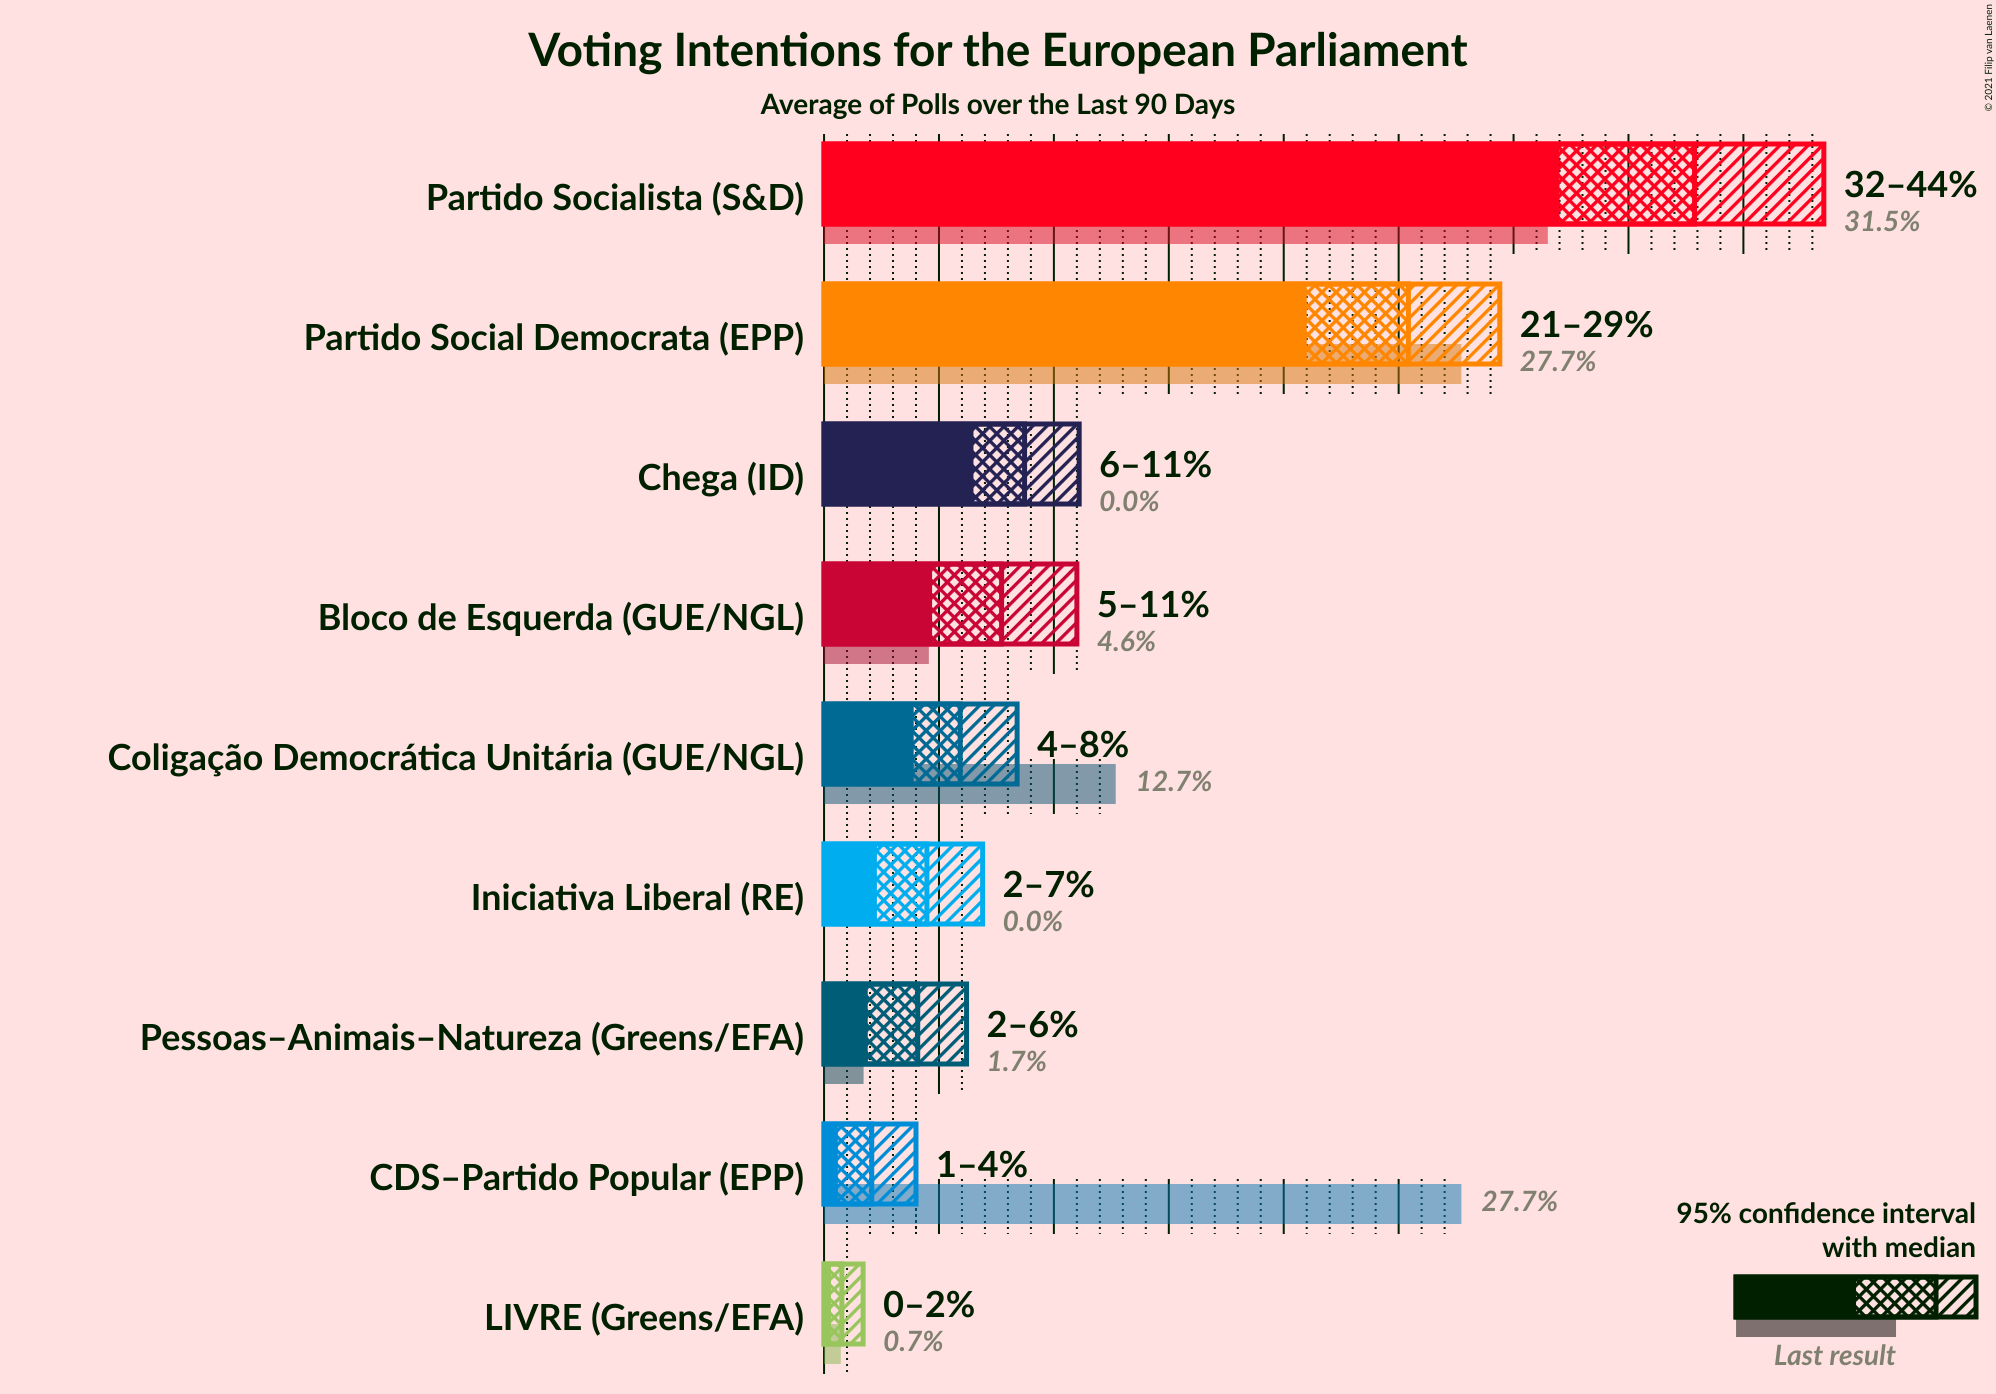 Voting Intentions for the European Parliament
Average of Polls over the Last 90 Days
© 2021 Filip van Laenen
Partido Socialista (S&D)
32–44%
31.5%
Partido Social Democrata (EPP)
21–29%
27.7%
Chega (ID)
6–11%
0.0%
Bloco de Esquerda (GUE/NGL)
5–11%
4.6%
Coligação Democrática Unitária (GUE/NGL)
4–8%
12.7%
Iniciativa Liberal (RE)
2–7%
0.0%
Pessoas–Animais–Natureza (Greens/EFA)
2–6%
1.7%
CDS–Partido Popular (EPP)
1–4%
27.7%
LIVRE (Greens/EFA)
0–2%
0.7%
95% confidence interval
with median
Last result